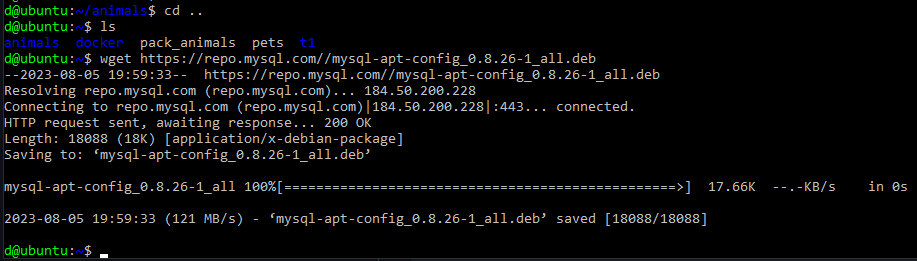 d@ubuntu:~/animals$ cd ..
d@ubuntu:~$ ls
animals  docker  pack_animals  pets  t1
d@ubuntu:~$ wget https://repo.mysql.com//mysql-apt-config_0.8.26-1_all.deb
--2023-08-05 19:59:33--  https://repo.mysql.com//mysql-apt-config_0.8.26-1_all.deb
Resolving repo.mysql.com (repo.mysql.com)... 184.50.200.228
Connecting to repo.mysql.com (repo.mysql.com)|184.50.200.228|:443... connected.
HTTP request sent, awaiting response... 200 OK
Length: 18088 (18K) [application/x-debian-package]
Saving to: ‘mysql-apt-config_0.8.26-1_all.deb’
mysql-apt-config_0.8.26-1_all 100%[=================================================>]  17.66K  --.-KB/s    in 0s
2023-08-05 19:59:33 (121 MB/s) - ‘mysql-apt-config_0.8.26-1_all.deb’ saved [18088/18088]
d@ubuntu:~$